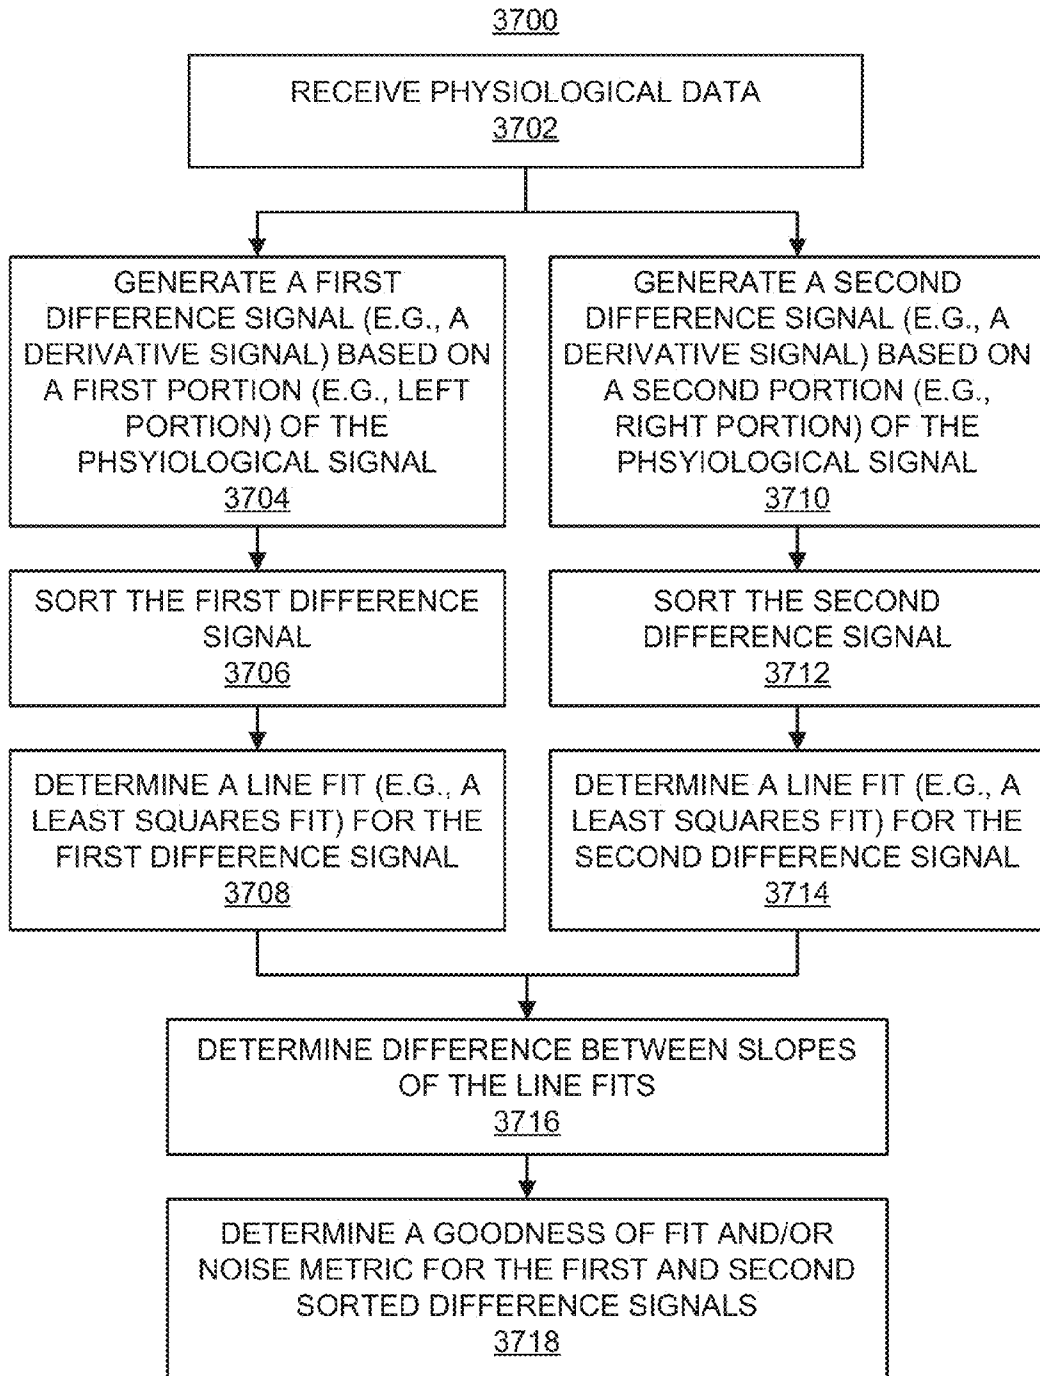 3700
RECEIVE PHYSIOLOGICAL DATA
3702
GENERATE A FIRST
DIFFERENCE SIGNAL (E.G., A
DERIVATIVE SIGNAL) BASED ON
A FIRST PORTION (E.G., LEFT
PORTION) OF THE
PHSYIOLOGICAL SIGNAL
3704
SORT THE FIRST DIFFERENCE
SIGNAL
3706
DETERMINE A LINE FIT (E.G., A
LEAST SQUARES FIT) FOR THE
FIRST DIFFERENCE SIGNAL
3708
GENERATE A SECOND
DIFFERENCE SIGNAL (E.G., A
DERIVATIVE SIGNAL) BASED ON
A SECOND PORTION (E.G.,
RIGHT PORTION) OF THE
PHSYIOLOGICAL SIGNAL
3710
SORT THE SECOND
DIFFERENCE SIGNAL
3712
DETERMINE A LINE FIT (E.G., A
LEAST SQUARES FIT) FOR THE
SECOND DIFFERENCE SIGNAL
3714
DETERMINE DIFFERENCE BETWEEN SLOPES
OF THE LINE FITS
3716
DETERMINE A GOODNESS OF FIT AND/OR
NOISE METRIC FOR THE FIRST AND SECOND
SORTED DIFFERENCE SIGNALS
3718